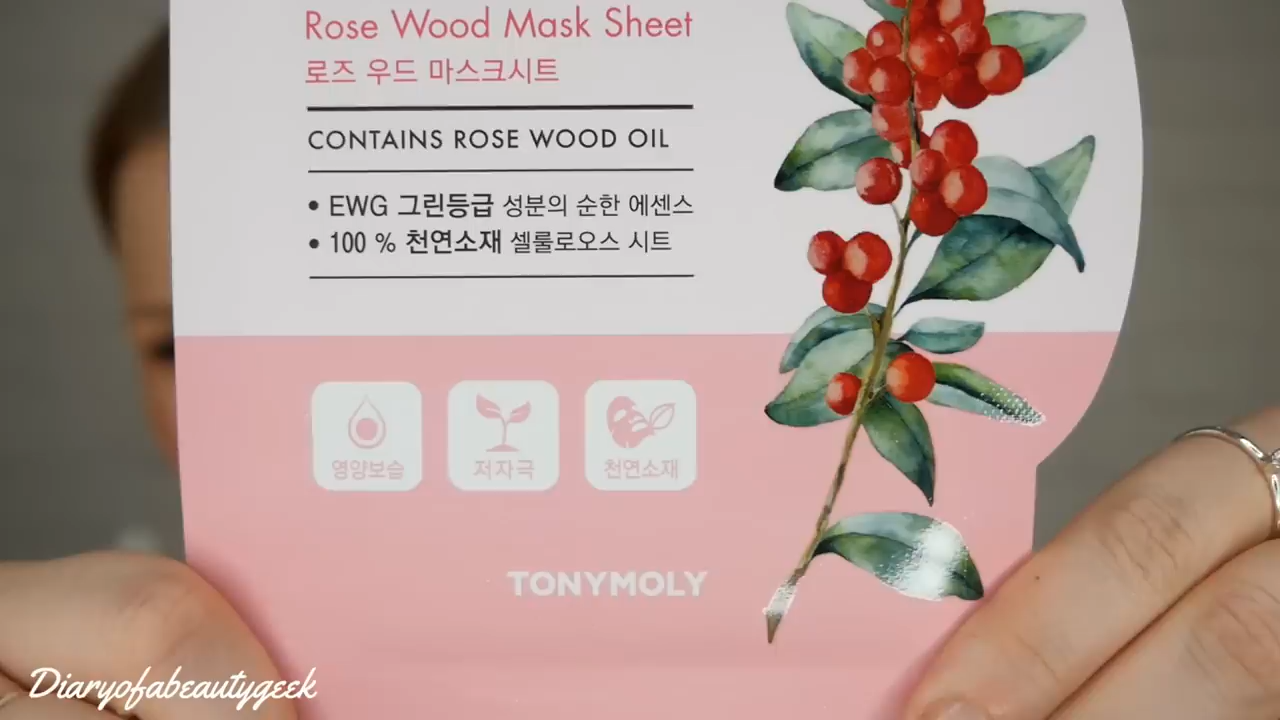 Rose Wood Mask Sheet
로즈 우드 마스크시트
CONTAINS ROSE WOOD OIL
• EWG 그린등급 성분의 순한 에센스
• 100 % 천연소재 셀룰로오스 시트
영양보습
저자극
천연소재
TONYMOLY
Diaryofabeautygeek